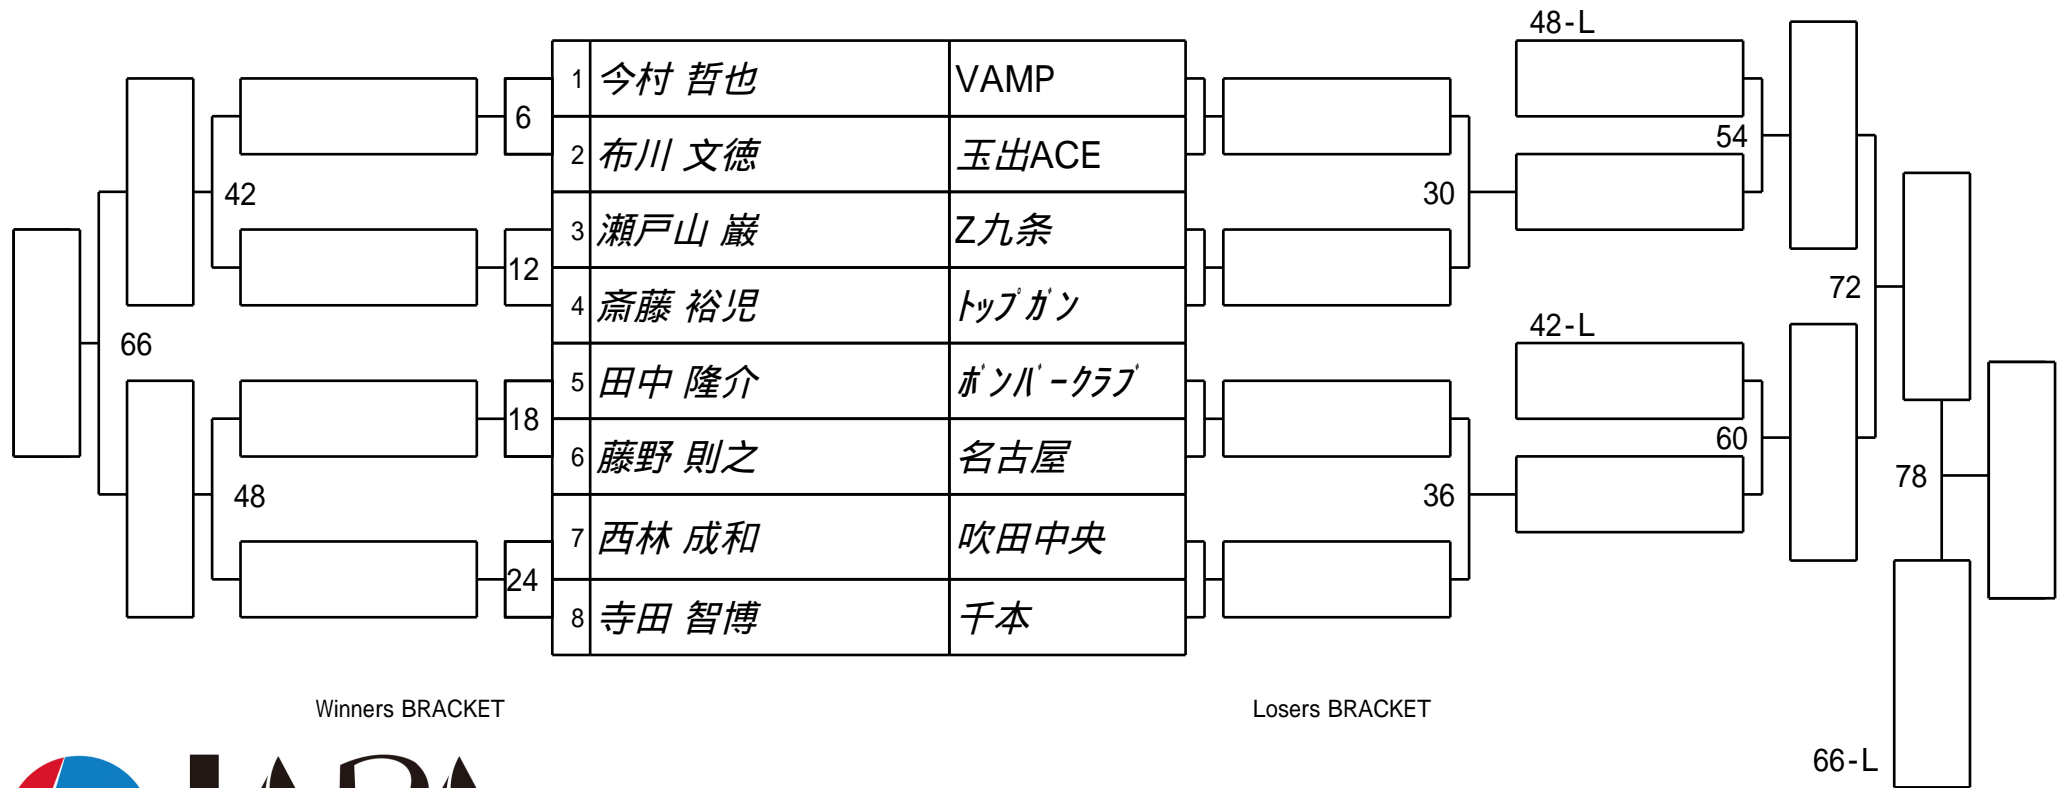 48-L
1 今村 哲也 VAMP
6
54
2 布川 文徳 玉出ACE
42
30
3 瀬戸山 巌 Z九条
12
4 斎藤 裕児 ﾄｯﾌﾟｶﾞﾝ
72
42-L
66
5 田中 隆介 ﾎﾞﾝﾊﾞｰｸﾗﾌﾞ
18
60
6 藤野 則之 名古屋
78
48
36
7 西林 成和 吹田中央
24
8 寺田 智博 千本
Winners BRACKET
Losers BRACKET
66-L
JAPA